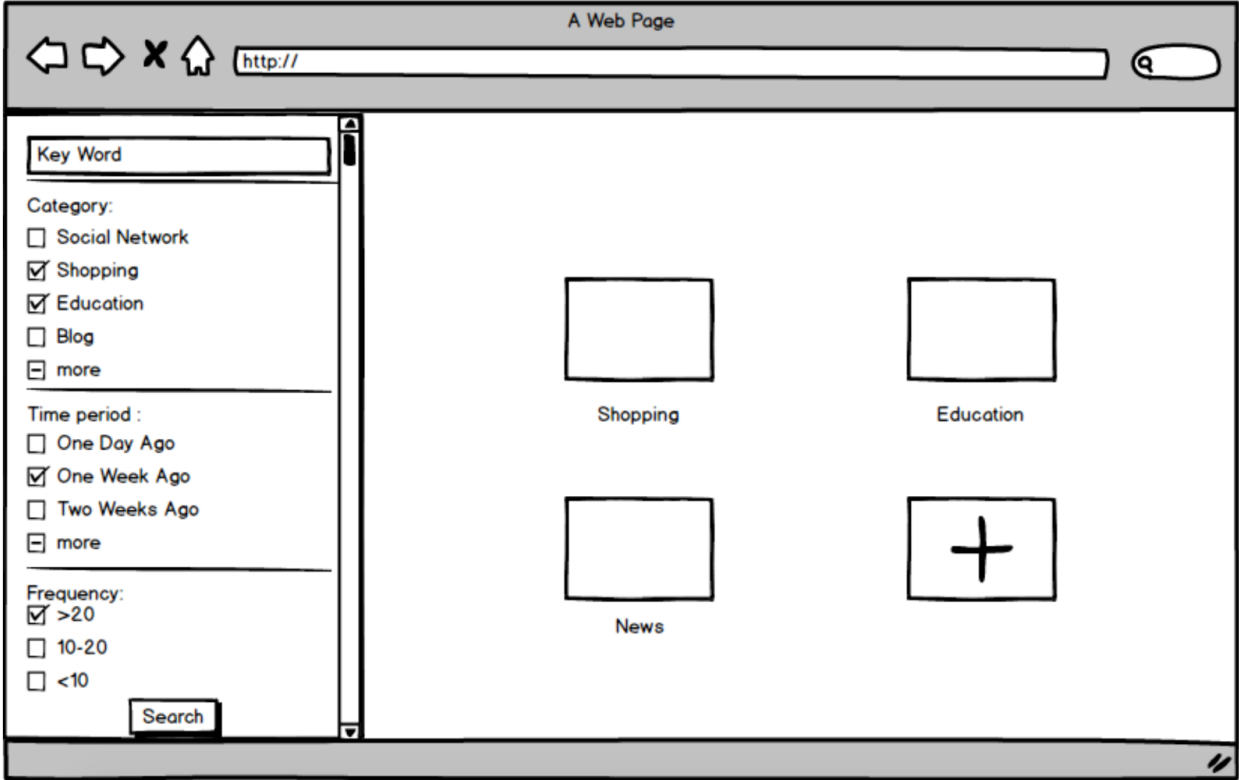 A Web Page
http://
Key Word
Category:
Social Network
Shopping
Education
Blog
more
Time period :
One Day Ago
One Week Ago
Two Weeks Ago
more
Frequency:
>20
10-20
<10
Search
Shopping
Education
News